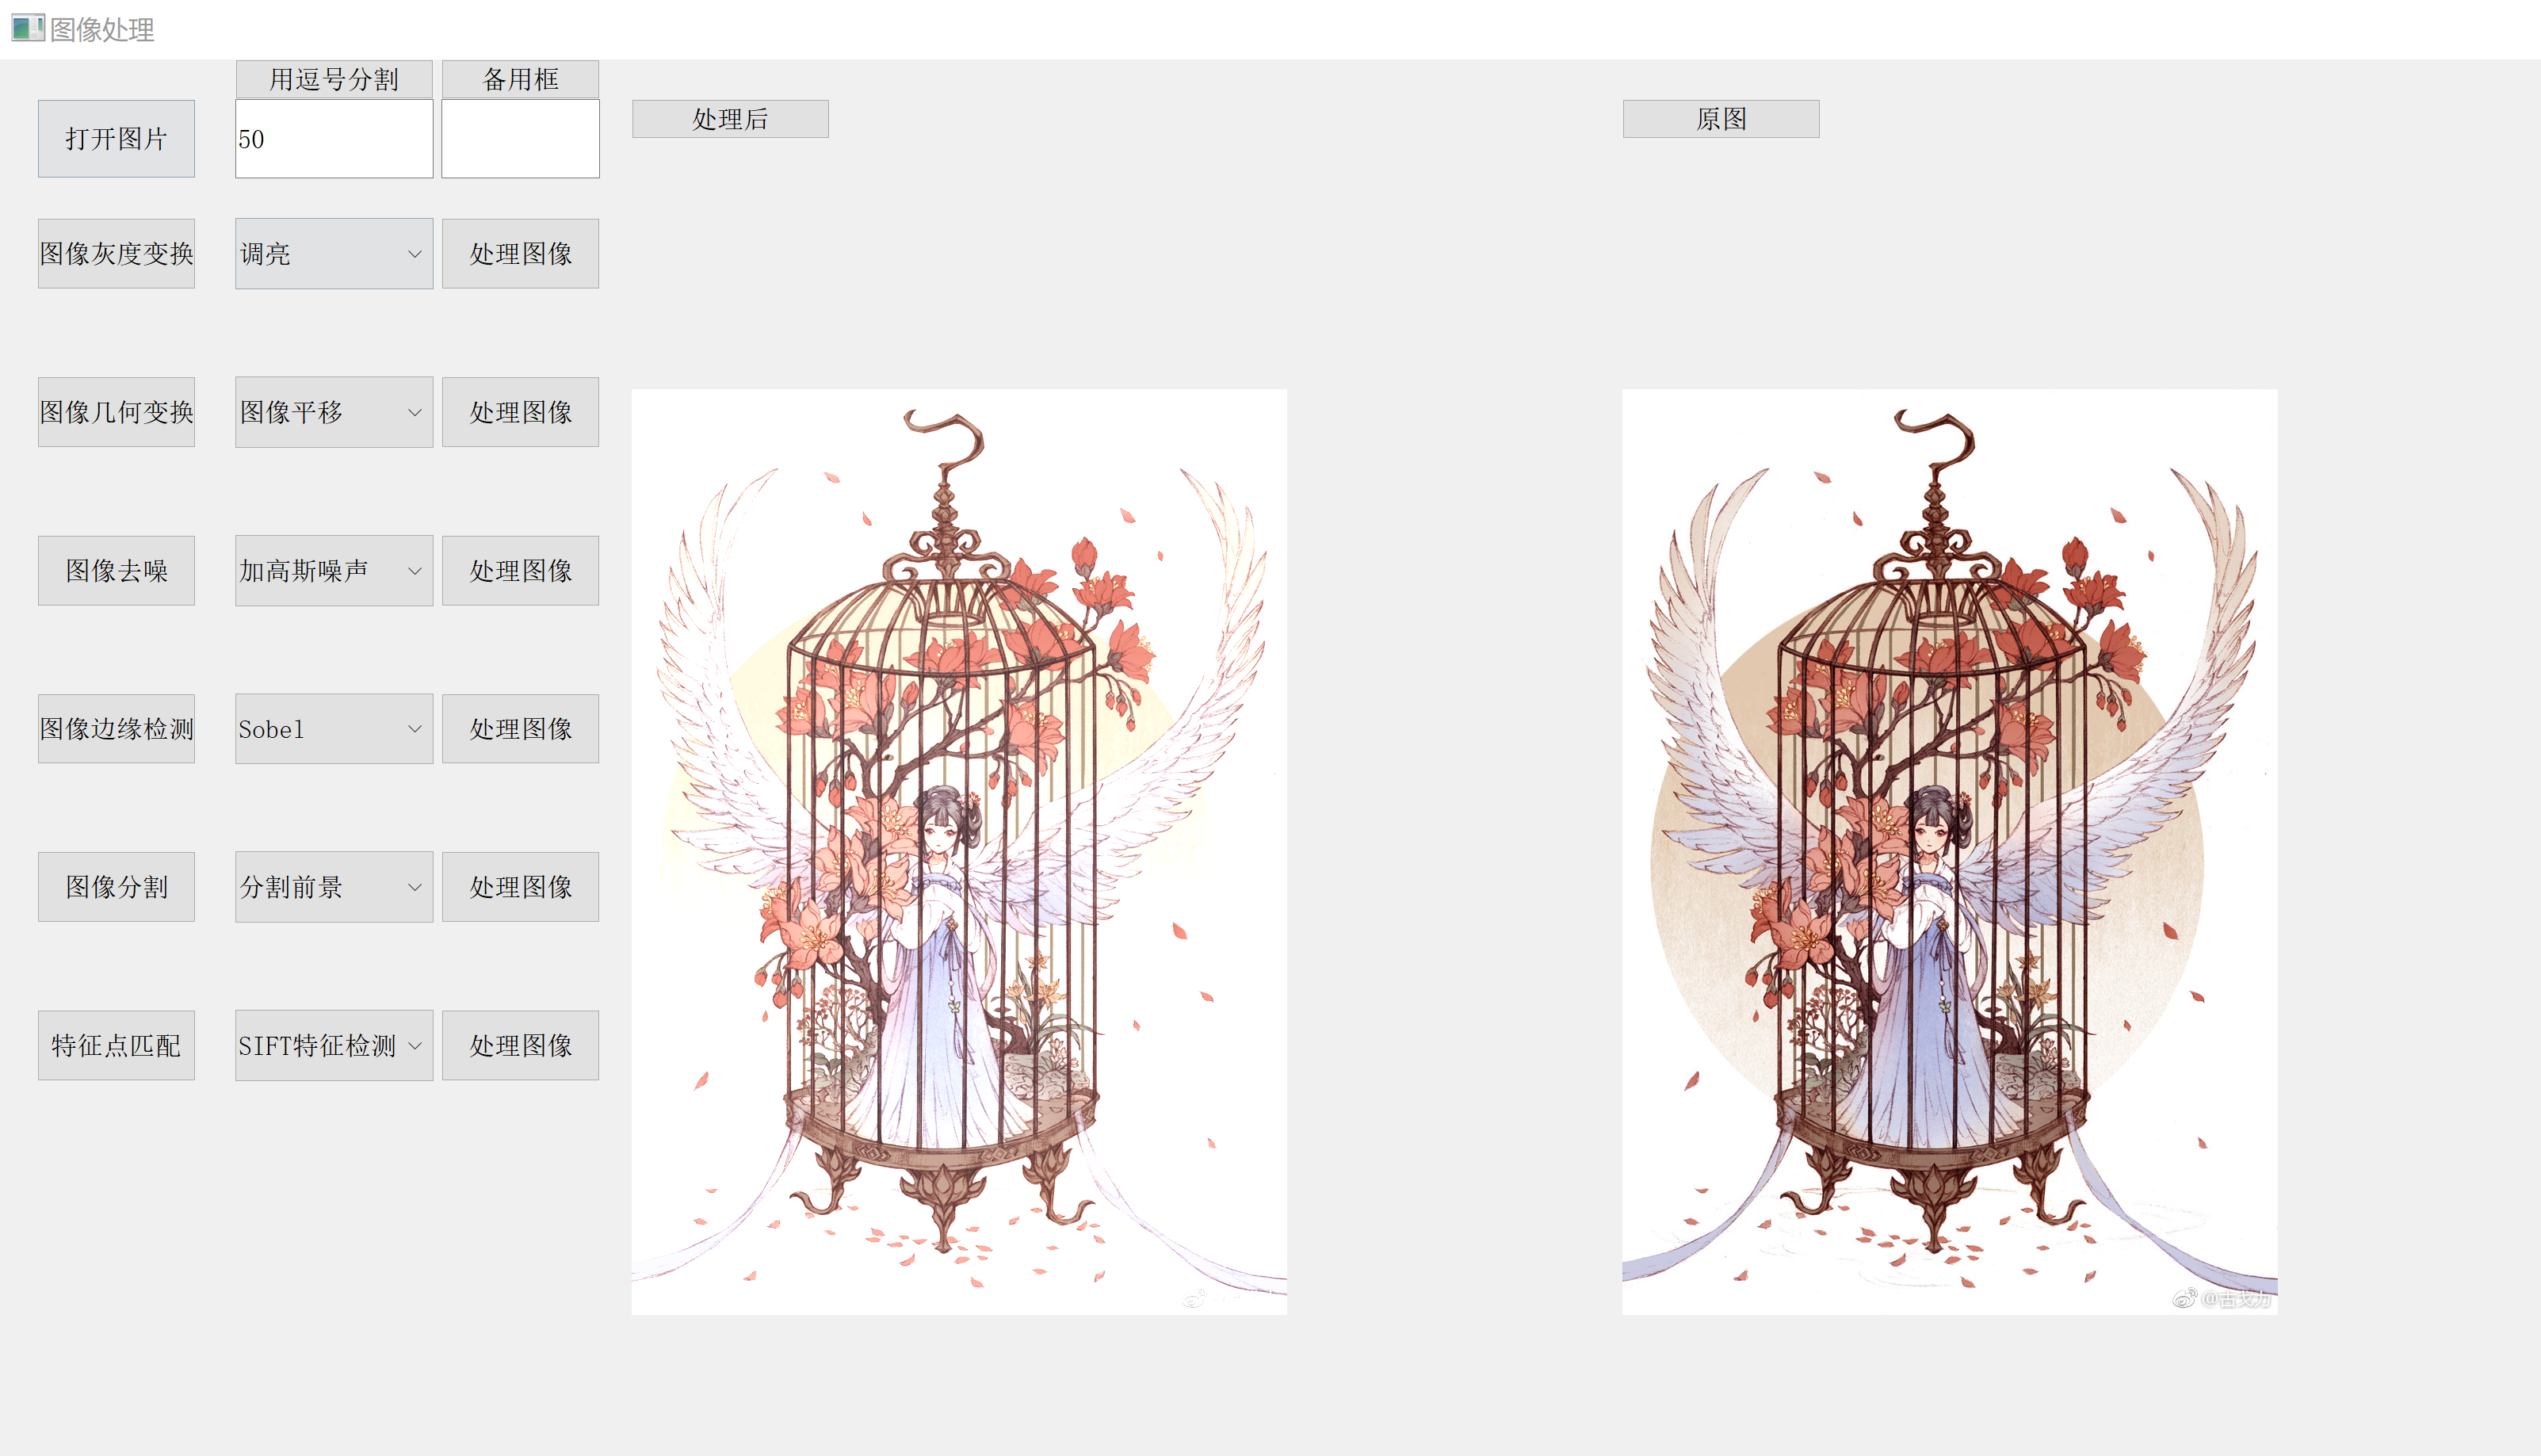 图像处理
用逗号分割
备用框
打开图片
50
处理后
原图
图像灰度变换
调亮
处理图像
图像几何变换
图像平移
处理图像
图像去噪
加高斯噪声
处理图像
图像边缘检测
Sobel
处理图像
图像分割
分割前景
处理图像
特征点匹配
SIFT特征检测
处理图像
@古戈力